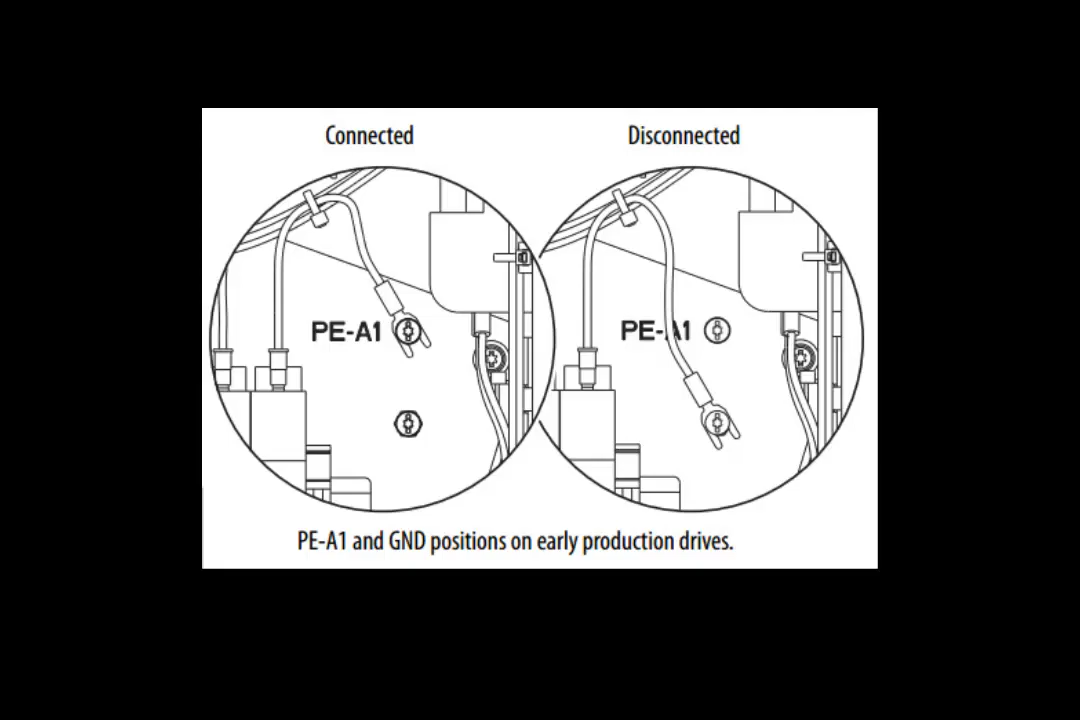 Connected
Disconnected
PE-A1
PE-A1
PE-A1 and GND positions on early production drives.